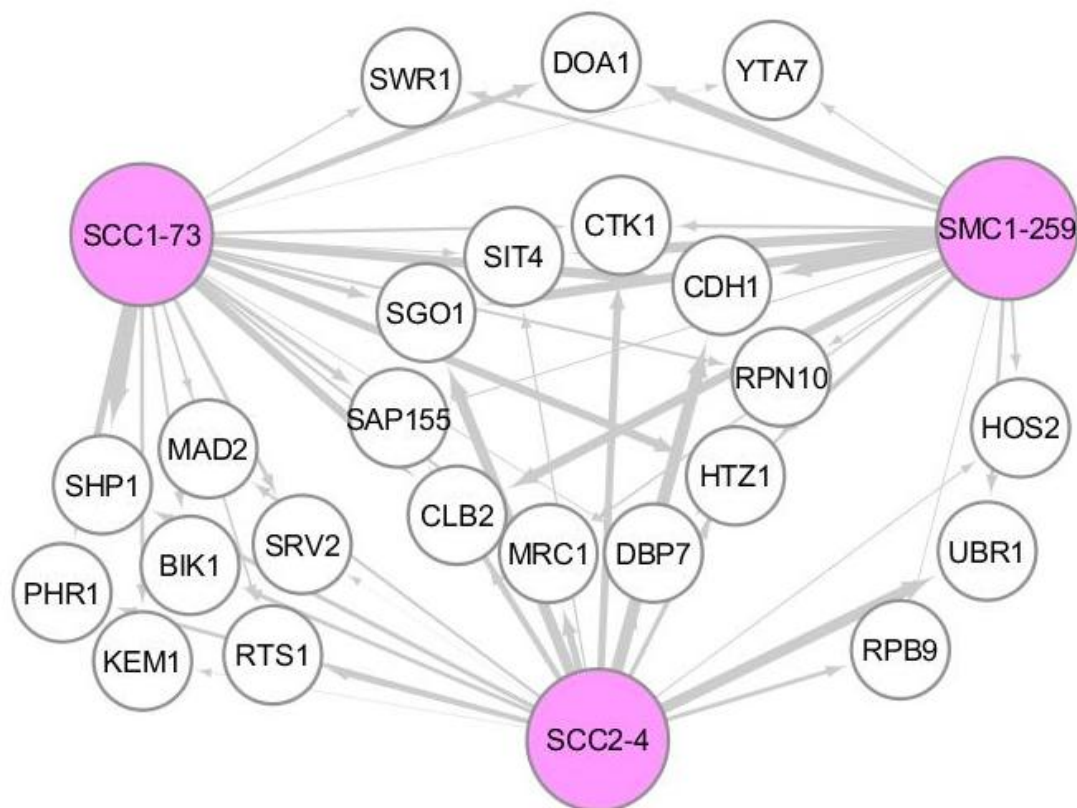 SWR1
DOA1
YTA7
SCC1-73
SMC1-259
CTK1
SIT4
CDH1
SGO1
RPN10
SAP155
HOS2
MAD2
SHP1
HTZ1
CLB2
SRV2
MRC1
DBP7
UBR1
BIK1
PHR1
KEM1
RTS1
RPB9
SCC2-4